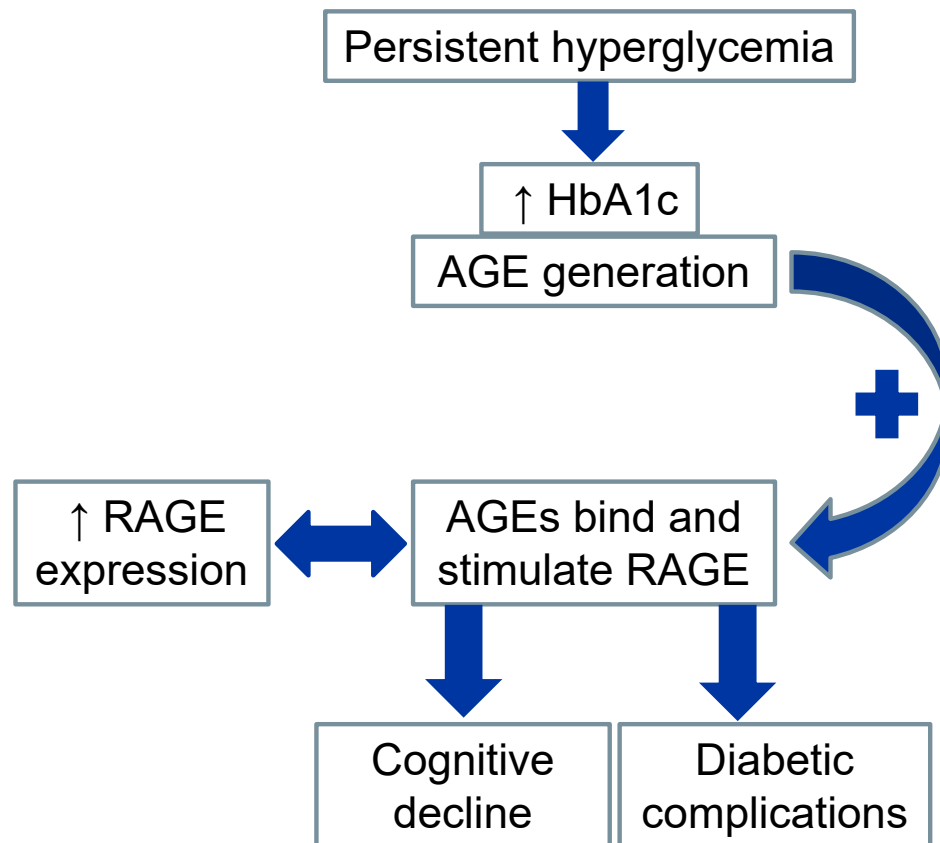 Persistent hyperglycemia
↑ HbA1c
AGE generation
↑ RAGE
expression
AGEs bind and
stimulate RAGE
Cognitive
decline
Diabetic
complications